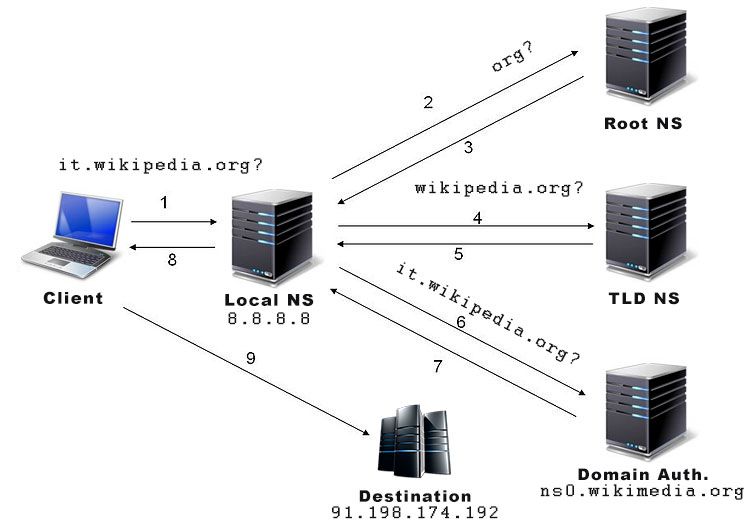 org?
2
Root NS
3
it.wikipedia.org?
wikipedia.org?
1
4
8
5
Client
Local NS
8.8.8.8
TLD NS
it.wikipedia.org?
6
9
7
Domain Auth.
ns0.wikimedia.org
Destination
91.198.174.192